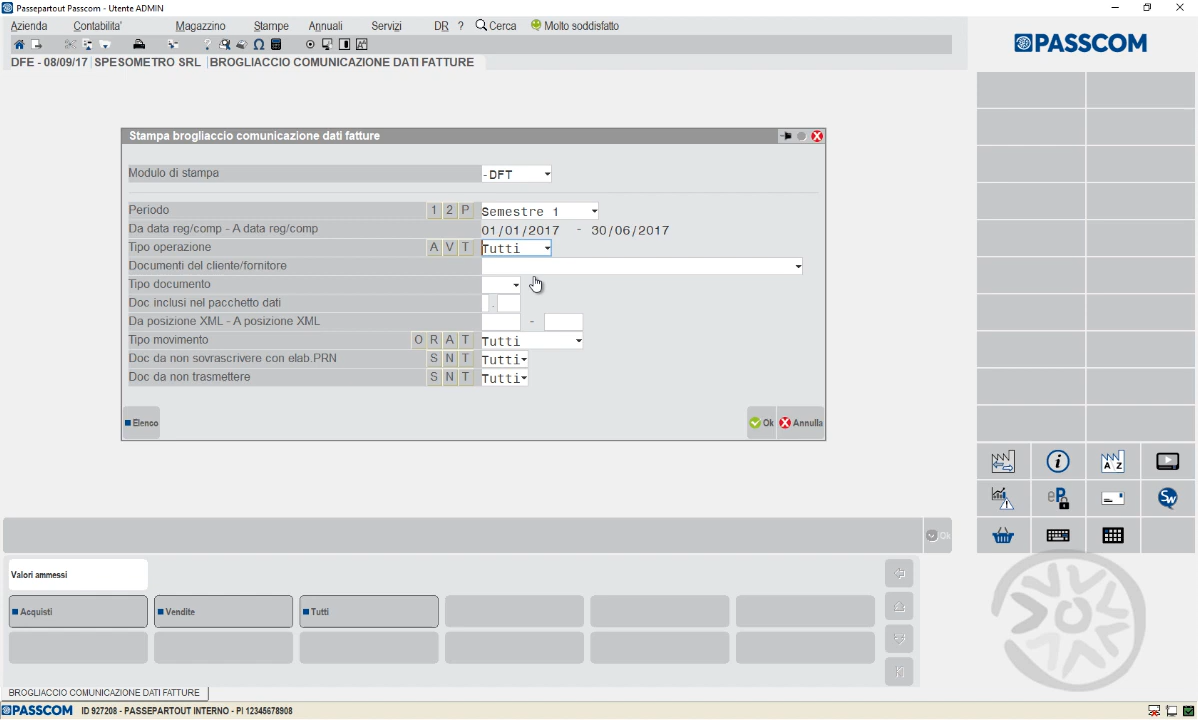 Passepartout Passcom - Utente ADMIN
Azienda Contabilita' Magazzino Stampe Annuali Servizi DR ? Cerca Molto soddisfatto
DFE - 08/09/17 SPESOMETRO SRL BROGLIACCIO COMUNICAZIONE DATI FATTURE
PASSCOM
Stampa brogliaccio comunicazione dati fatture
Modulo di stampa -DFT
Periodo 1 2 P Semestre 1
Da data reg/comp - A data reg/comp 01/01/2017 - 30/06/2017
Tipo operazione A V T Tutti
Documenti del cliente/fornitore
Tipo documento
Doc inclusi nel pacchetto dati .
Da posizione XML - A posizione XML -
Tipo movimento O R A T Tutti
Doc da non sovrascrivere con elab.PRN S N T Tutti
Doc da non trasmettere S N T Tutti
Elenco Ok Annulla
A Z
eP SW
Ok
Valori ammessi
Acquisti Vendite Tutti
BROGLIACCIO COMUNICAZIONE DATI FATTURE
PASSCOM ID 927208 - PASSEPARTOUT INTERNO - PI 12345678908